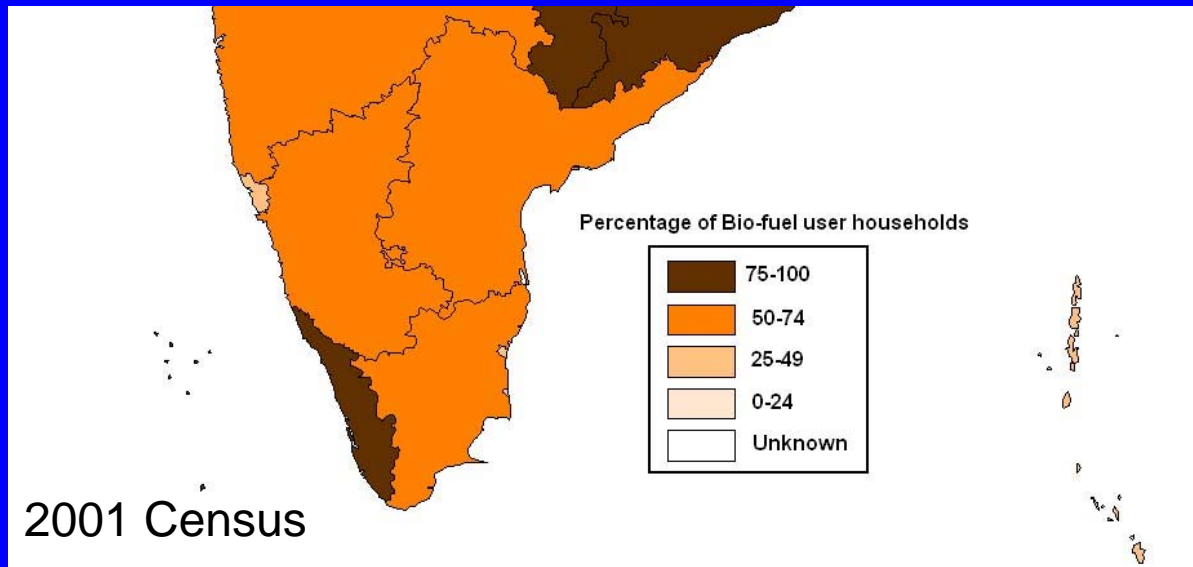 Percentage of Bio-fuel user households
75-100
50-74
25-49
0-24
Unknown
2001 Census